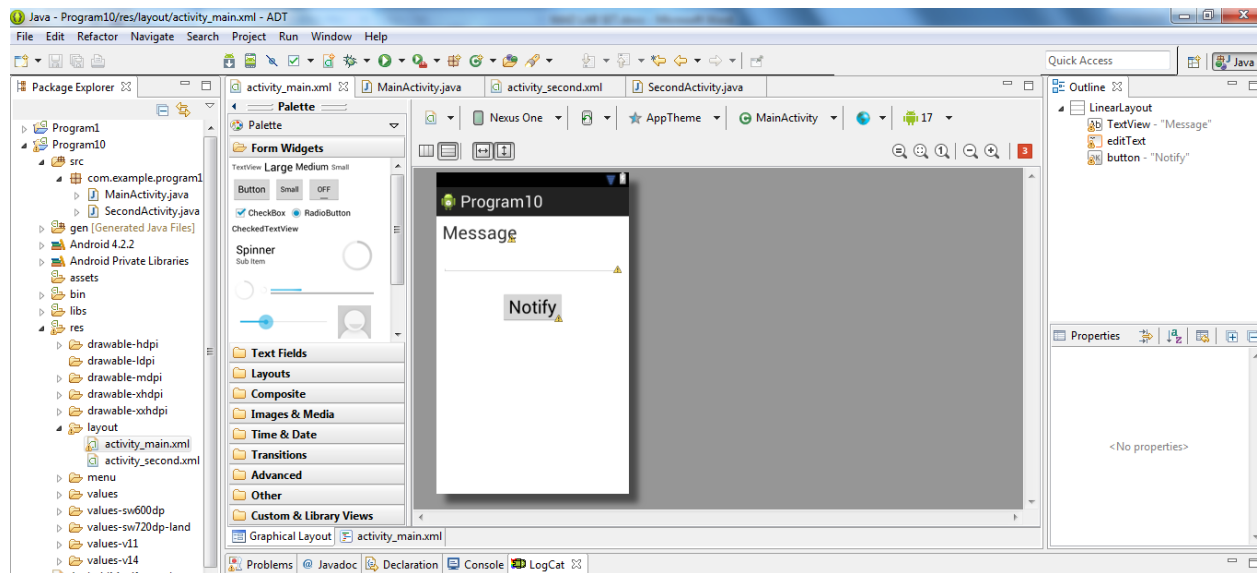 Java - Program10/res/layout/activity_main.xml - ADT
File Edit Refactor Navigate Search Project Run Window Help
Quick Access
Java
Package Explorer
Program1
Program10
src
com.example.program1
MainActivity.java
SecondActivity.java
gen [Generated Java Files]
Android 4.2.2
Android Private Libraries
assets
bin
libs
res
drawable-hdpi
drawable-ldpi
drawable-mdpi
drawable-xhdpi
drawable-xxhdpi
layout
activity_main.xml
activity_second.xml
menu
values
values-sw600dp
values-sw720dp-land
values-v11
values-v14
activity_main.xml
MainActivity.java
activity_second.xml
SecondActivity.java
Palette
Palette
Form Widgets
TextView Large Medium Small
Button Small OFF
CheckBox RadioButton
CheckedTextView
Spinner
Sub Item
Text Fields
Layouts
Composite
Images & Media
Time & Date
Transitions
Advanced
Other
Custom & Library Views
Nexus One
AppTheme
MainActivity
17
3
Program10
Message
Notify
Graphical Layout
activity_main.xml
Problems @ Javadoc Declaration Console LogCat
Outline
LinearLayout
Ab TextView - "Message"
editText
OK button - "Notify"
Properties
<No properties>